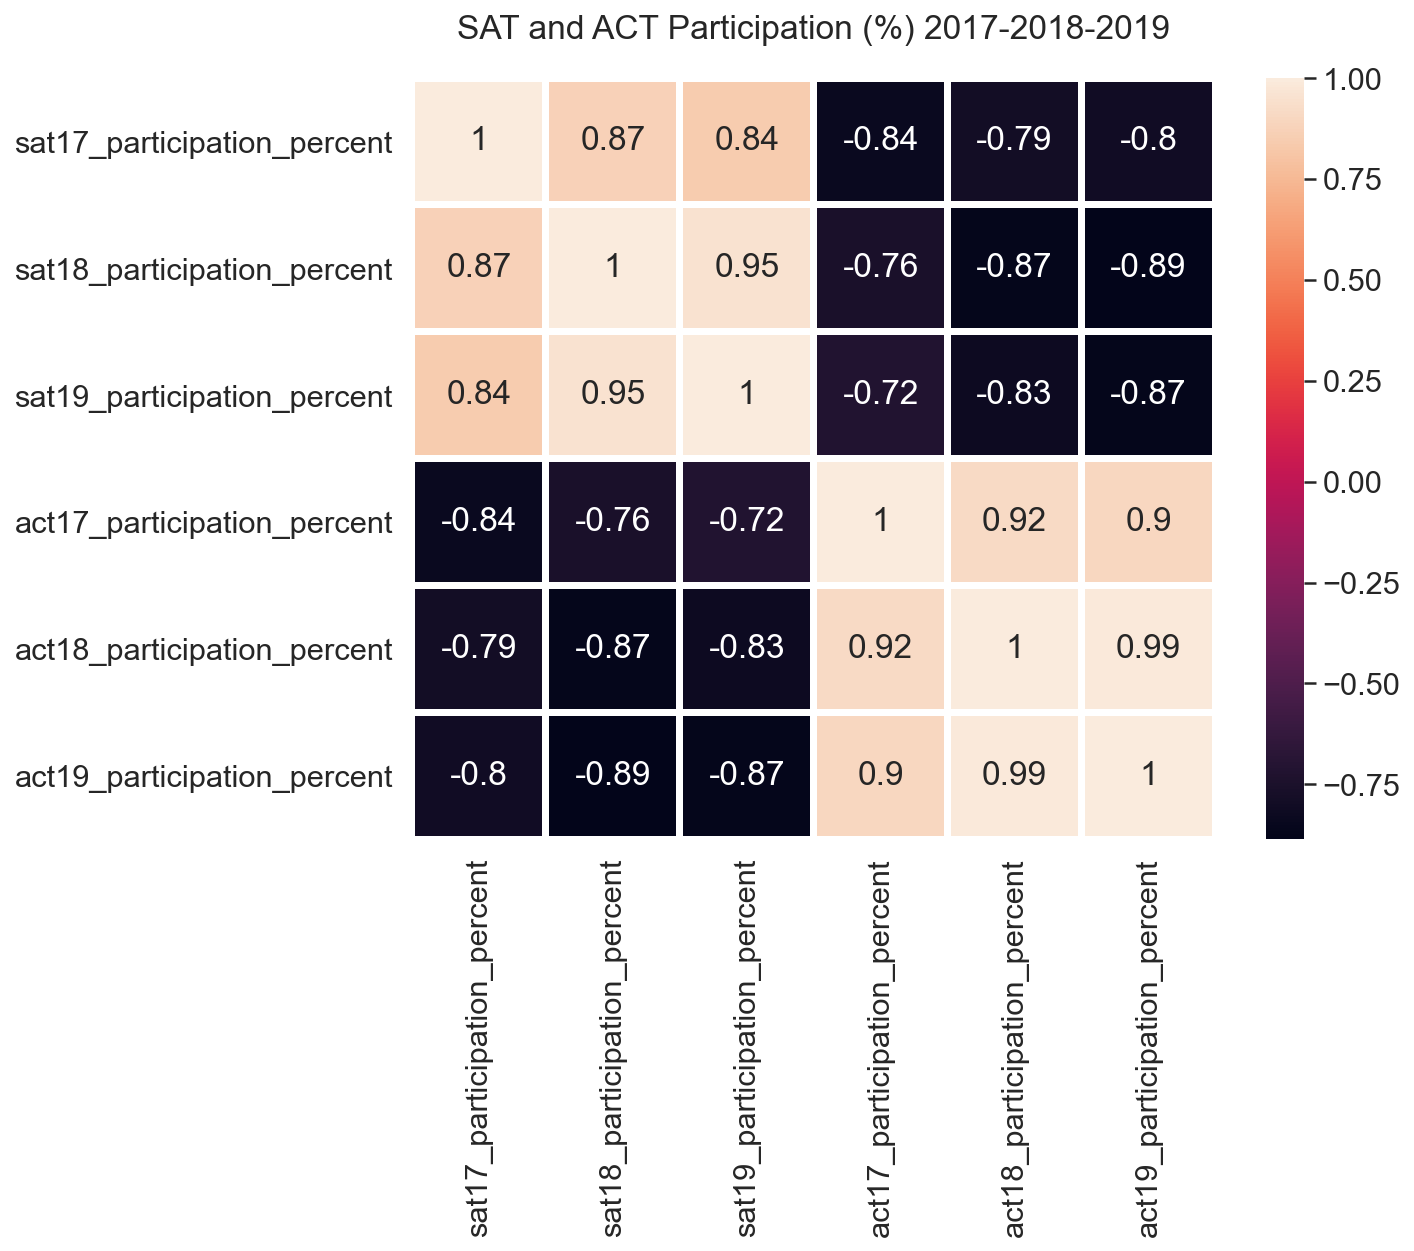 SAT and ACT Participation (%) 2017-2018-2019
sat17_participation_percent 1 0.87 0.84 -0.84 -0.79 -0.8
sat18_participation_percent 0.87 1 0.95 -0.76 -0.87 -0.89
sat19_participation_percent 0.84 0.95 1 -0.72 -0.83 -0.87
act17_participation_percent -0.84 -0.76 -0.72 1 0.92 0.9
act18_participation_percent -0.79 -0.87 -0.83 0.92 1 0.99
act19_participation_percent -0.8 -0.89 -0.87 0.9 0.99 1
sat17_participation_percent
sat18_participation_percent
sat19_participation_percent
act17_participation_percent
act18_participation_percent
act19_participation_percent
1.00
0.75
0.50
0.25
0.00
−0.25
−0.50
−0.75